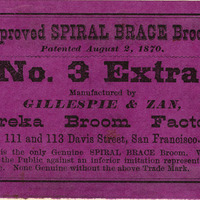 proved SPIRAL BRACE Broo
Patented August 2, 1870.
No. 3 Extra
Manufactured by
GILLESPIE & ZAN,
reka Broom Facto
111 and 113 Davis Street, San Francisco.
is the only Genuine SPIRAL BRACE Broom.
the Public against an inferior imitation represent
None Genuine without the above Trade Mark.